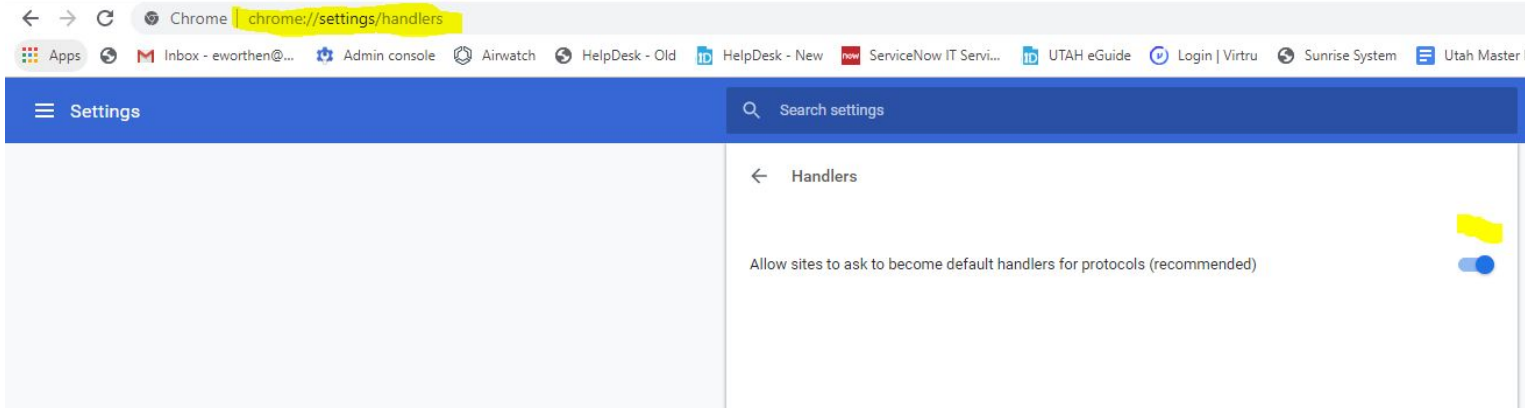 Chrome | chrome://settings/handlers
Apps Inbox - eworthen@... Admin console Airwatch HelpDesk - Old HelpDesk - New now ServiceNow IT Servi... UTAH eGuide Login | Virtru Sunrise System Utah Master
Settings Search settings
Handlers
Allow sites to ask to become default handlers for protocols (recommended)